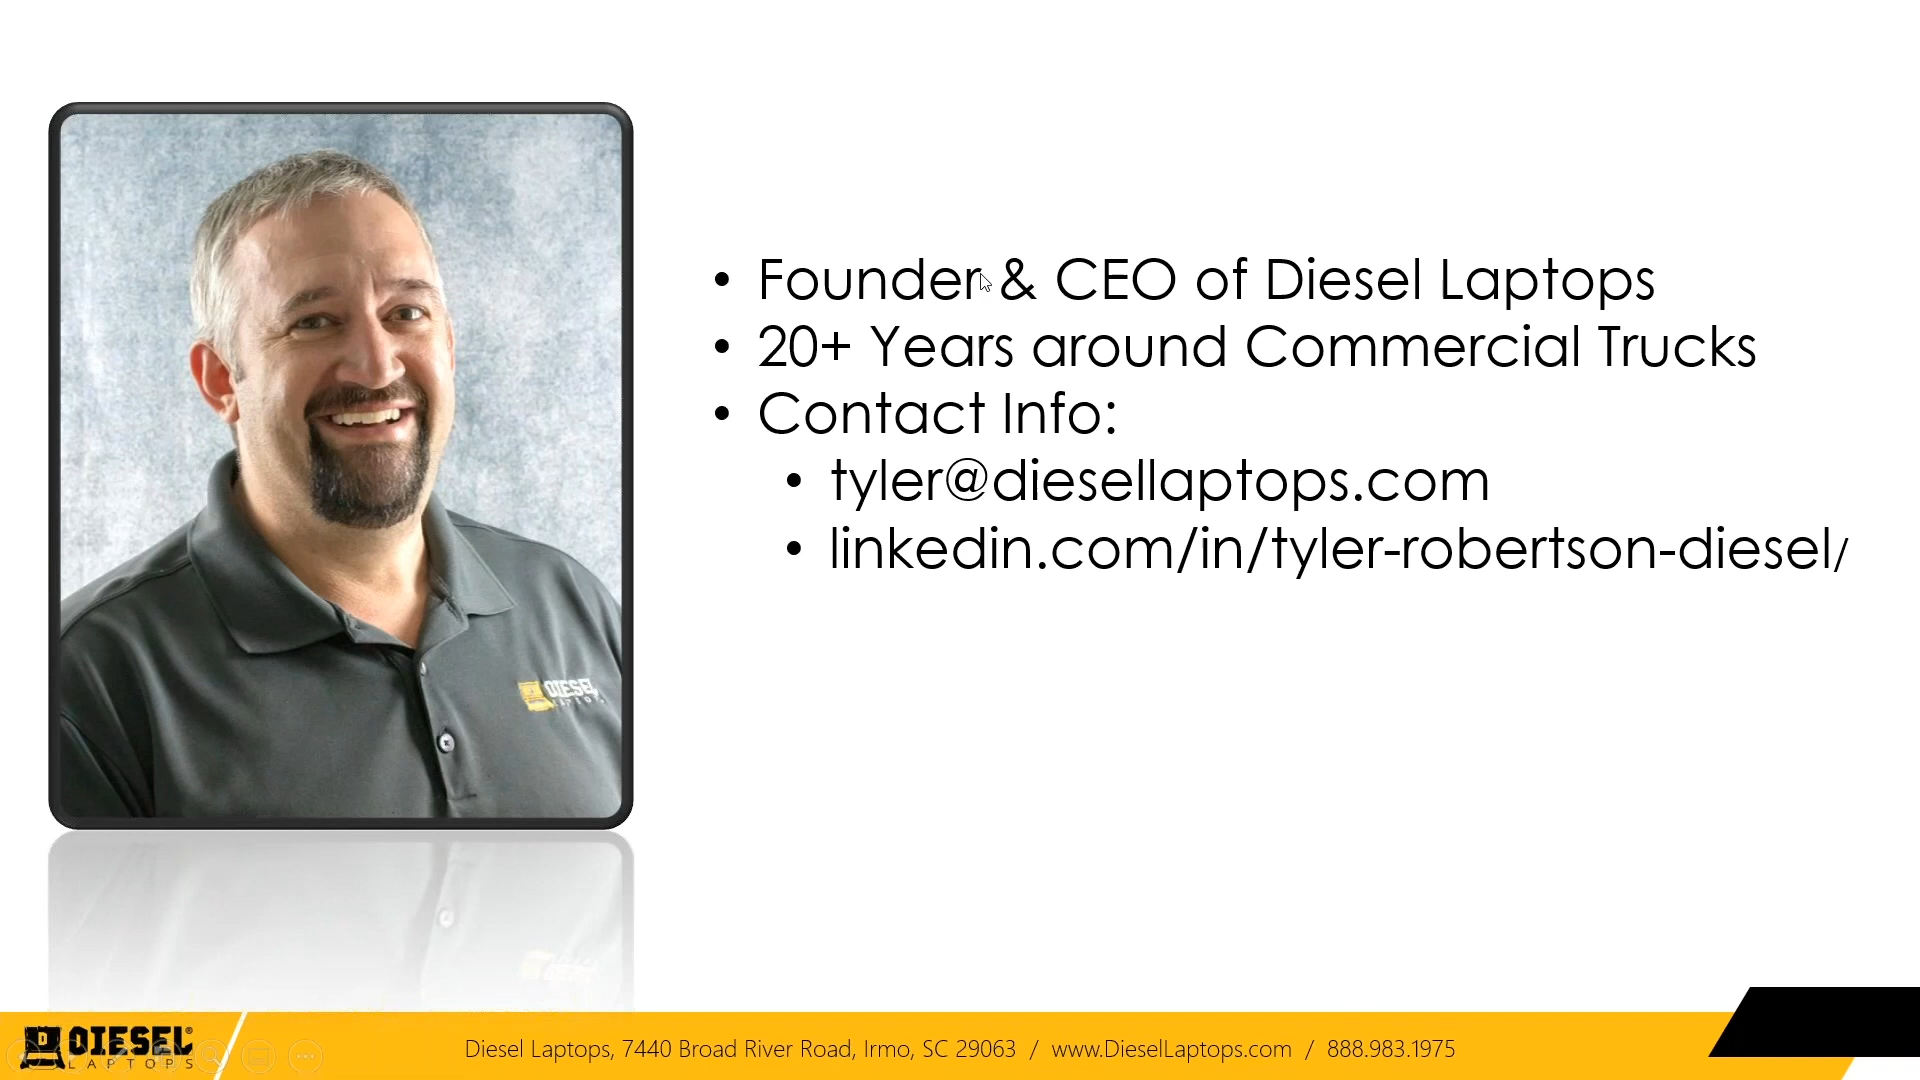 Founder & CEO of Diesel Laptops
20+ Years around Commercial Trucks
Contact Info:
tyler@diesellaptops.com
linkedin.com/in/tyler-robertson-diesel/
DIESEL
LAPTOPS
DIESEL®
LAPTOPS
Diesel Laptops, 7440 Broad River Road, Irmo, SC 29063 / www.DieselLaptops.com / 888.983.1975